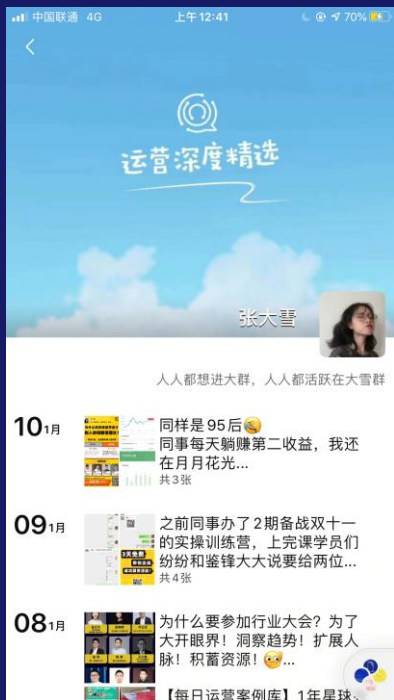 中国联通 4G 上午12:41 70%
运营深度精选
张大雪
人人都想进大群，人人都活跃在大雪群
10 1月
同样是95后
同事每天躺赚第二收益，我还
在月月花光...
共3张
09 1月
之前同事办了2期备战双十一
的实操训练营，上完课学员们
纷纷和鉴锋大大说要给两位...
共4张
3天免费
08 1月
为什么要参加行业大会？为了
大开眼界！洞察趋势！扩展人
脉！积蓄资源！...
【每日运营案例库】1年星球